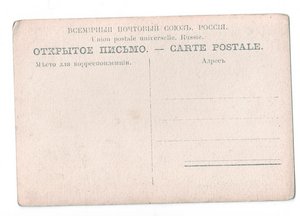 ВСЕМІРНЫЙ ПОЧТОВЫЙ СОЮЗЪ. РОССІЯ.
Union postale universelle. Russie.
ОТКРЫТОЕ ПИСЬМО. — CARTE POSTALE.
Мѣсто для корреспонденціи. Адресъ.